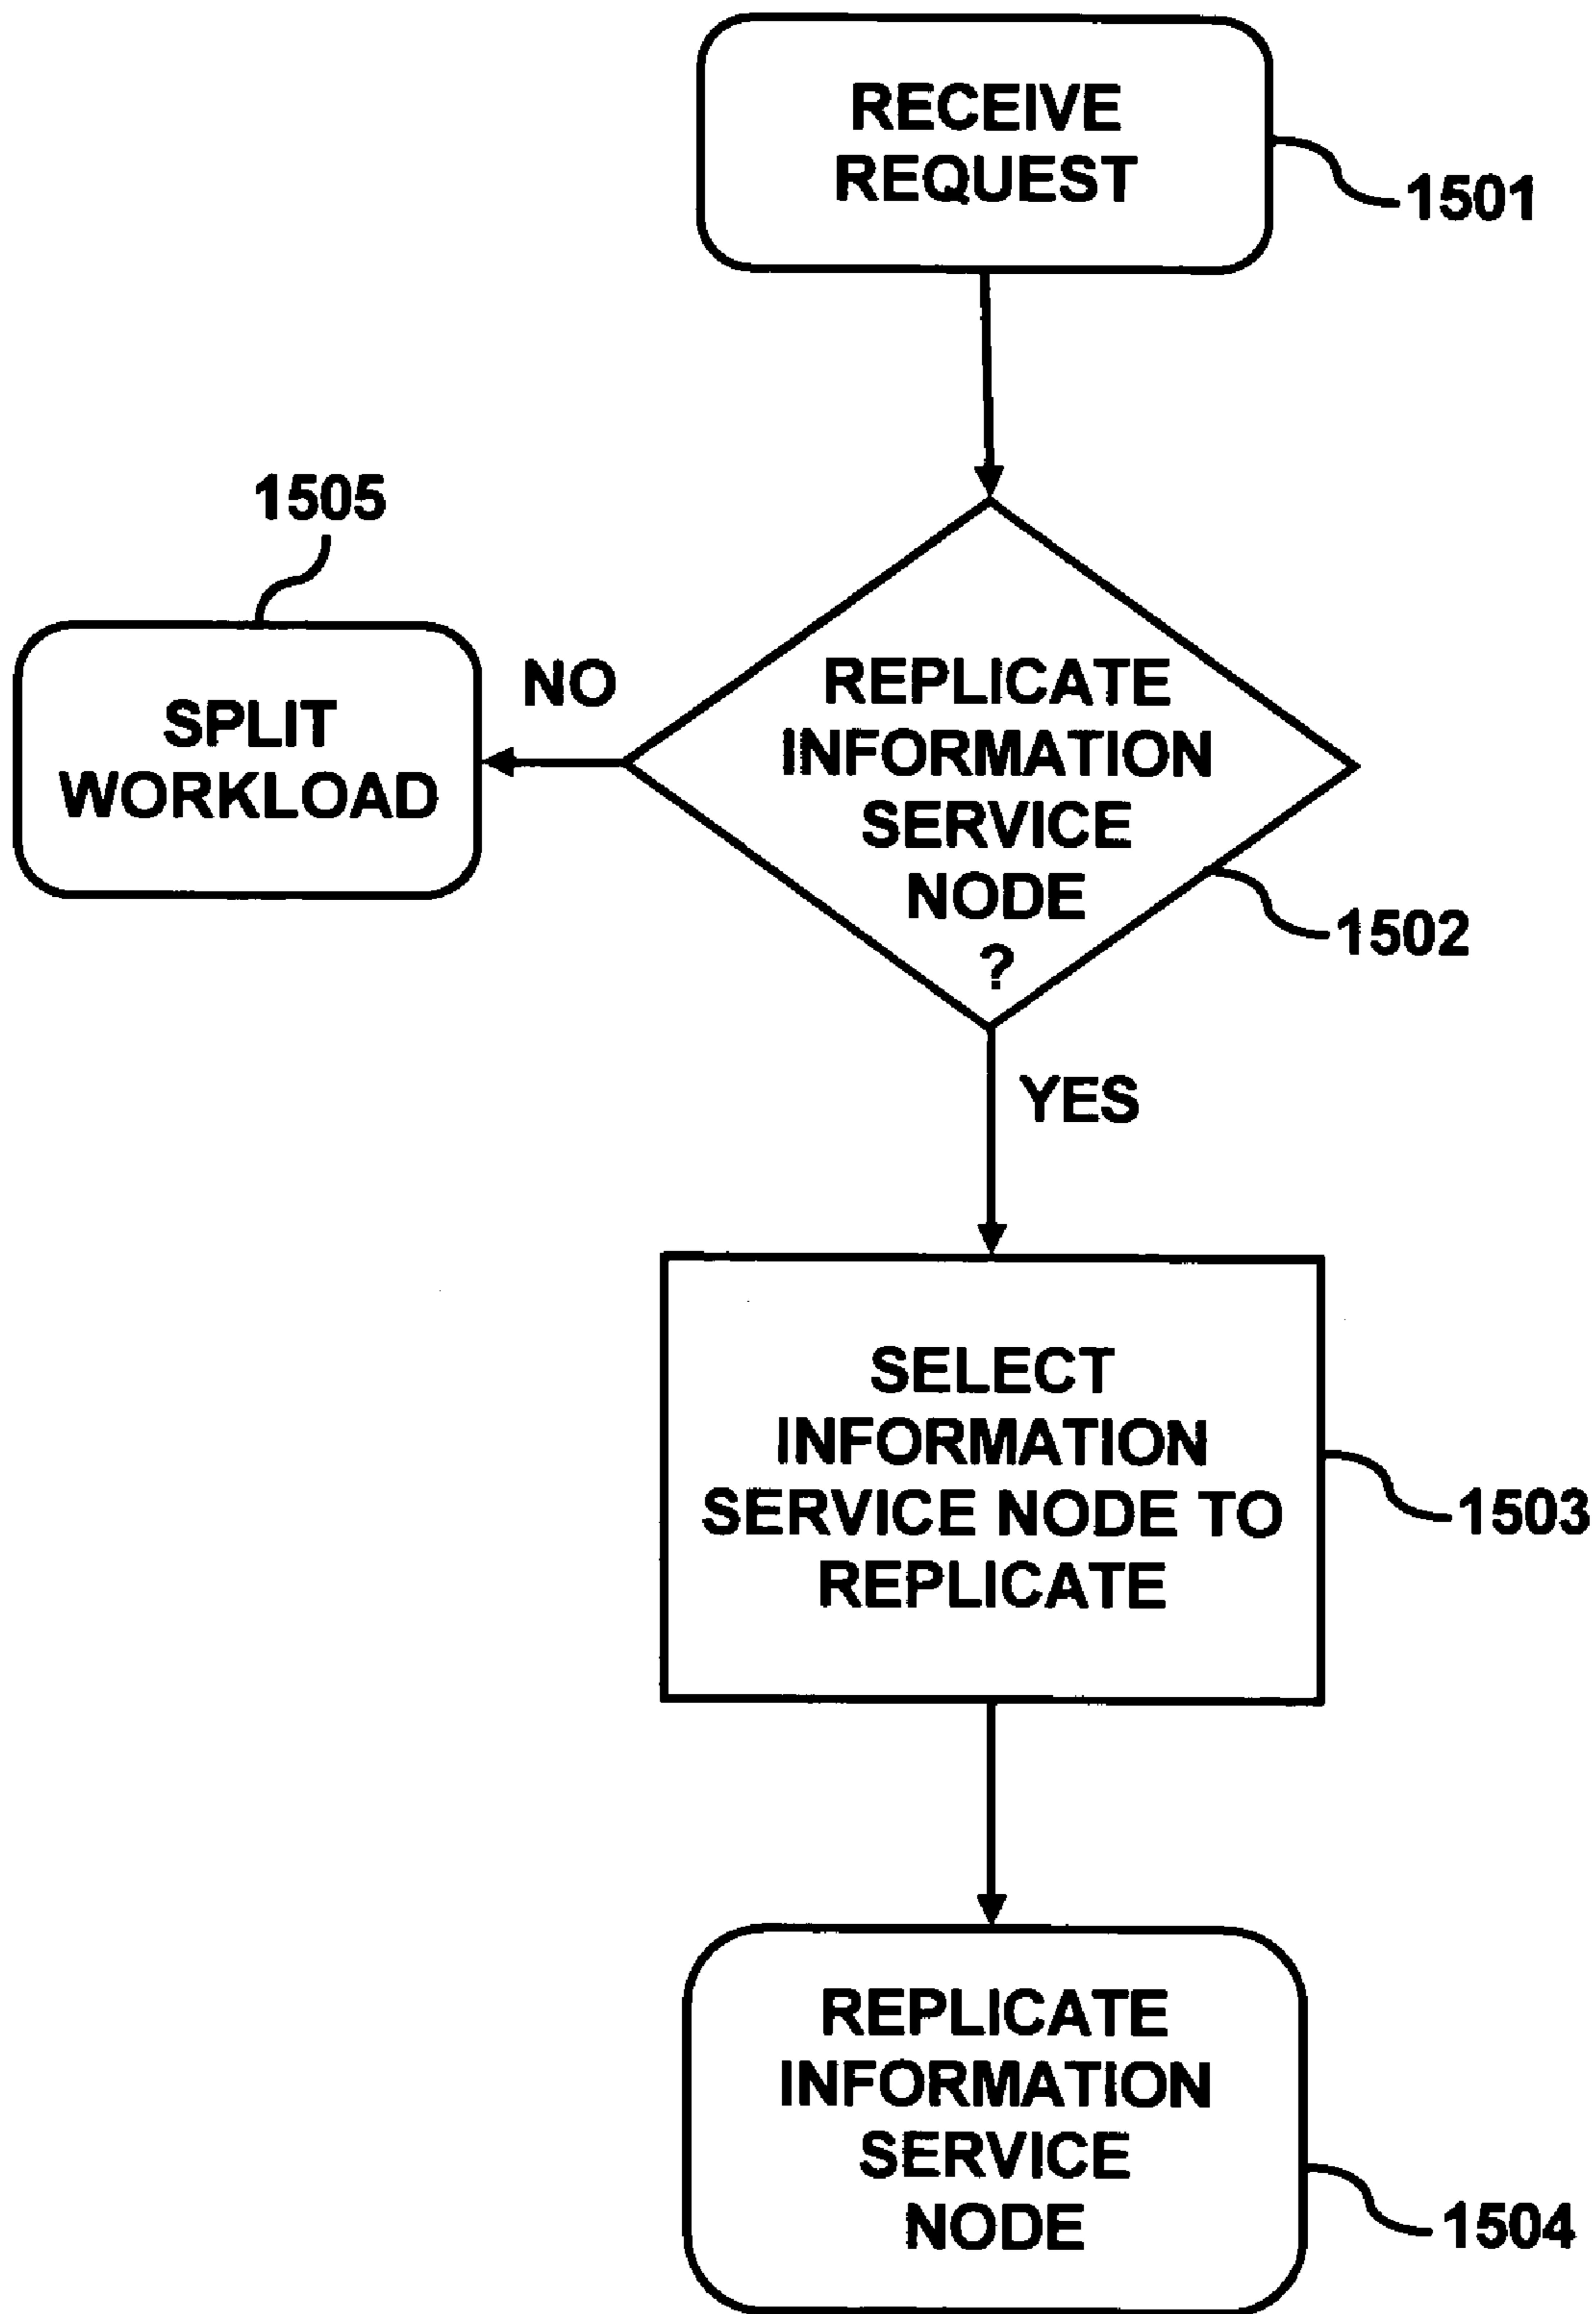 RECEIVE
REQUEST
1501
1505
SPLIT
WORKLOAD
NO
REPLICATE
INFORMATION
SERVICE
NODE
?
1502
YES
SELECT
INFORMATION
SERVICE NODE TO
REPLICATE
1503
REPLICATE
INFORMATION
SERVICE
NODE
1504